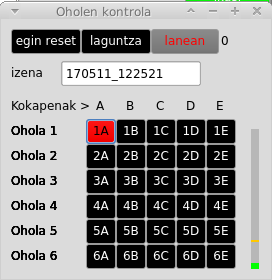 Oholen kontrola
egin reset laguntza lanean 0
izena 170511_122521
Kokapenak > A B C D E
Ohola 1 1A 1B 1C 1D 1E
Ohola 2 2A 2B 2C 2D 2E
Ohola 3 3A 3B 3C 3D 3E
Ohola 4 4A 4B 4C 4D 4E
Ohola 5 5A 5B 5C 5D 5E
Ohola 6 6A 6B 6C 6D 6E